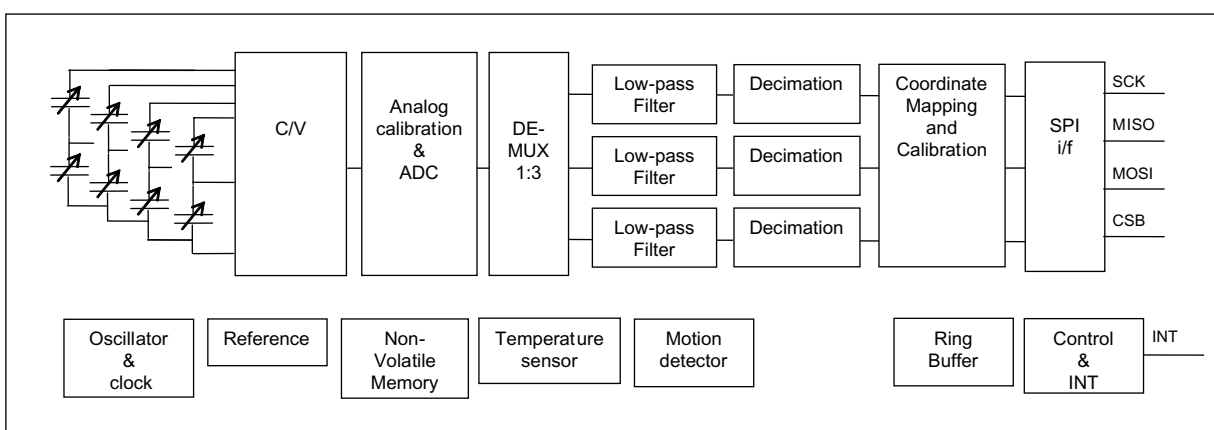 C/V
Analog
calibration
&
ADC
DE-
MUX
1:3
Low-pass
Filter
Decimation
Low-pass
Filter
Decimation
Low-pass
Filter
Decimation
Coordinate
Mapping
and
Calibration
SPI
i/f
SCK
MISO
MOSI
CSB
Oscillator
&
clock
Reference
Non-
Volatile
Memory
Temperature
sensor
Motion
detector
Ring
Buffer
Control
&
INT
INT